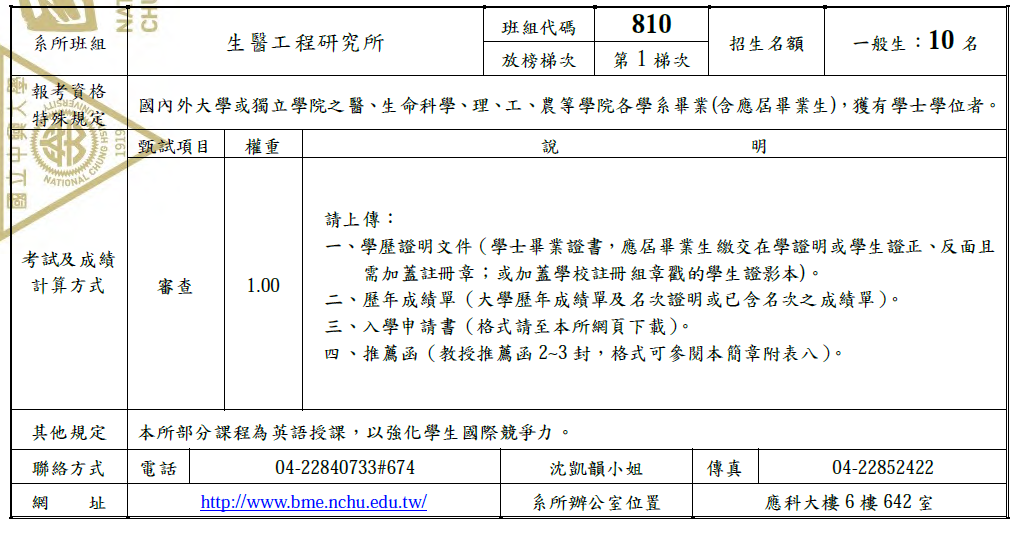 系所班組 生醫工程研究所 班組代碼 810 招生名額 一般生：10 名
放榜梯次 第 1 梯次
報考資格
特殊規定
國內外大學或獨立學院之醫、生命科學、理、工、農等學院各學系畢業(含應屆畢業生)，獲有學士學位者。
甄試項目 權重 說 明
考試及成績
計算方式
審查 1.00
請上傳：
一、學歷證明文件（學士畢業證書，應屆畢業生繳交在學證明或學生證正、反面且
需加蓋註冊章；或加蓋學校註冊組章戳的學生證影本)。
二、歷年成績單（大學歷年成績單及名次證明或已含名次之成績單）。
三、入學申請書（格式請至本所網頁下載）。
四、推薦函（教授推薦函 2~3 封，格式可參閱本簡章附表八）。
其他規定 本所部分課程為英語授課，以強化學生國際競爭力。
聯絡方式 電話 04-22840733#674 沈凱韻小姐 傳真 04-22852422
網 址 http://www.bme.nchu.edu.tw/ 系所辦公室位置 應科大樓 6 樓 642 室
國立中興大學
NATIONAL CHUNG HSING UNIVERSITY
1919